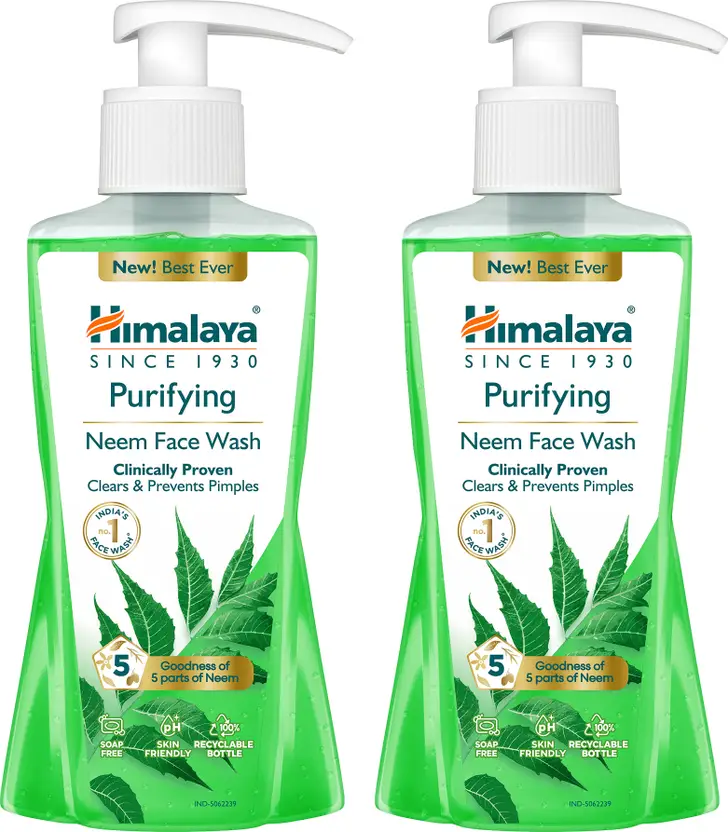 New! Best Ever
Himalaya®
SINCE 1930
Purifying
Neem Face Wash
Clinically Proven
Clears & Prevents Pimples
INDIA'S
no. 1
FACE WASH*
5
Goodness of
5 parts of Neem
SOAP
FREE
pH
SKIN
FRIENDLY
100%
RECYCLABLE
BOTTLE
IND-5062239
New! Best Ever
Himalaya®
SINCE 1930
Purifying
Neem Face Wash
Clinically Proven
Clears & Prevents Pimples
INDIA'S
no. 1
FACE WASH*
5
Goodness of
5 parts of Neem
SOAP
FREE
pH
SKIN
FRIENDLY
100%
RECYCLABLE
BOTTLE
IND-5062239